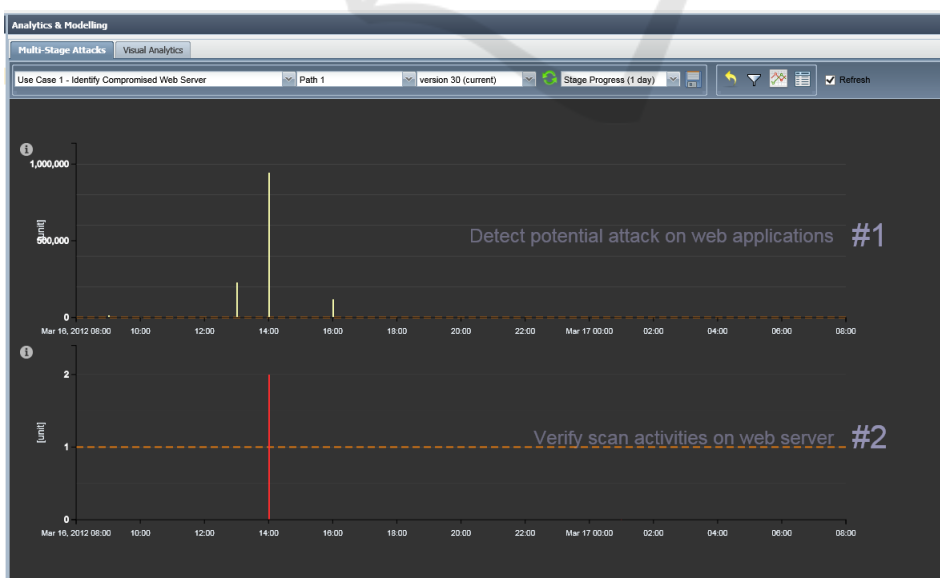 Analytics & Modelling
Multi-Stage Attacks Visual Analytics
Use Case 1 - Identify Compromised Web Server Path 1 version 30 (current) Stage Progress (1 day) Refresh
1,000,000
[unit]
500,000
Detect potential attack on web applications #1
0
Mar 16, 2012 08:00 10:00 12:00 14:00 16:00 18:00 20:00 22:00 Mar 17 00:00 02:00 04:00 06:00 08:00
2
[unit]
1
Verify scan activities on web server #2
0
Mar 16, 2012 08:00 10:00 12:00 14:00 16:00 18:00 20:00 22:00 Mar 17 00:00 02:00 04:00 06:00 08:00